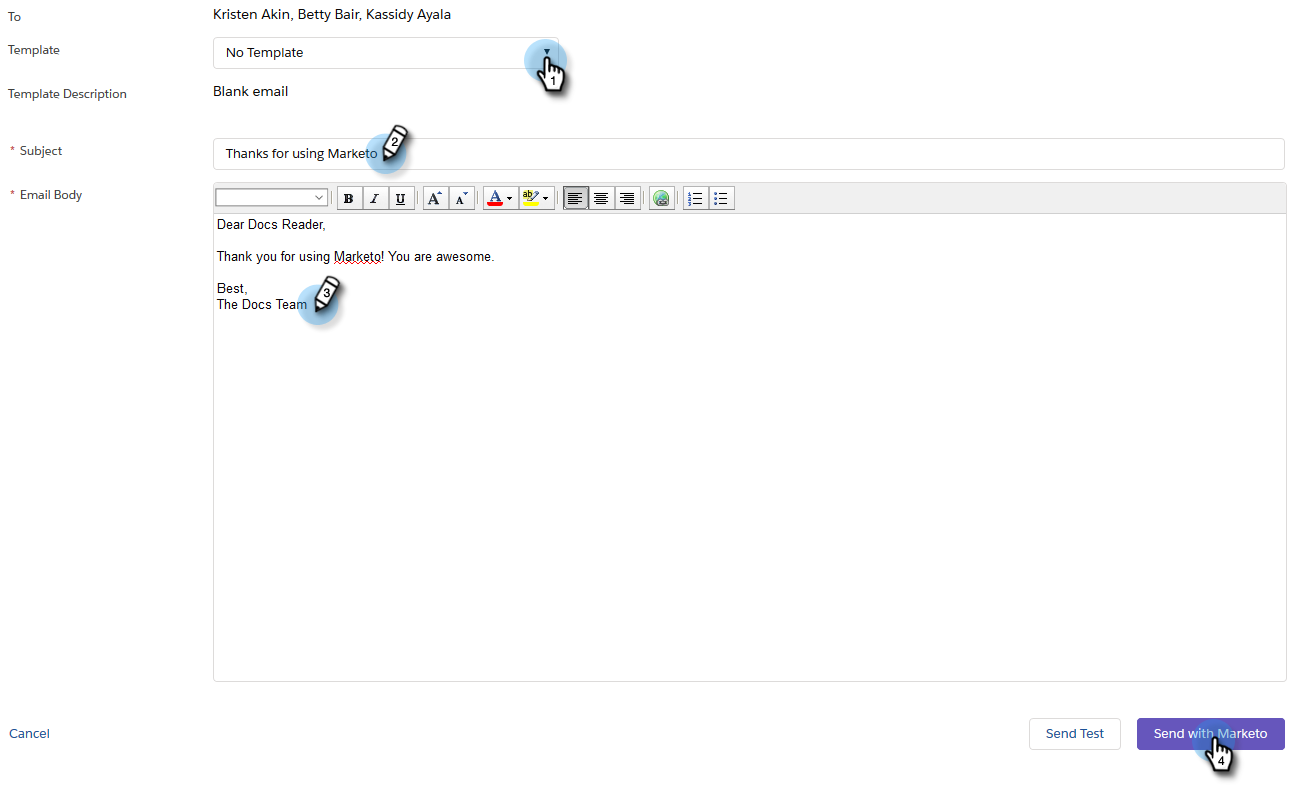 To Kristen Akin, Betty Bair, Kassidy Ayala
Template No Template
1
Template Description Blank email
* Subject Thanks for using Marketo 2
* Email Body
B I U A A A ab
Dear Docs Reader,
Thank you for using Marketo! You are awesome.
Best,
The Docs Team 3
Cancel Send Test Send with Marketo
4